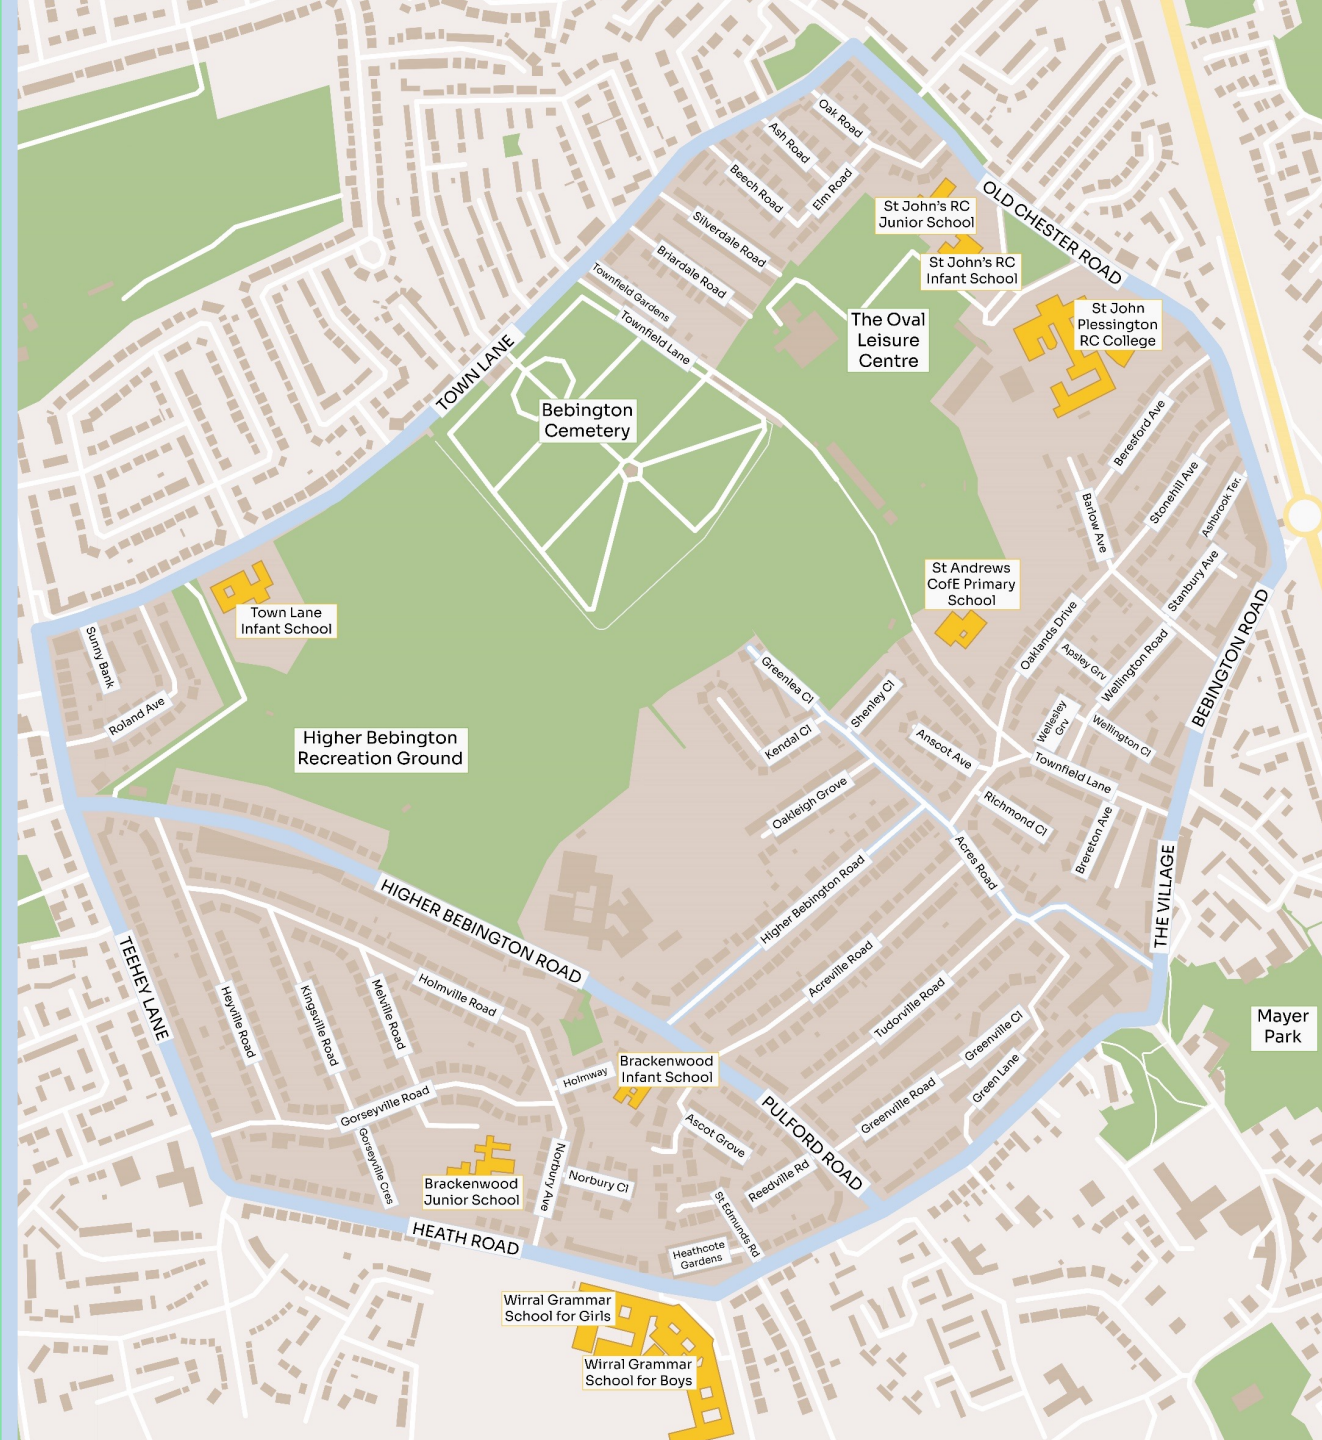 Oak Road
Ash Road
Beech Road
Elm Road
St John's RC
Junior School
OLD CHESTER ROAD
Silverdale Road
Briardale Road
St John's RC
Infant School
Townfield Gardens
Townfield Lane
St John
Plessington
RC College
The Oval
Leisure
Centre
TOWN LANE
Bebington
Cemetery
Beresford Ave
Stonehill Ave
Ashbrook Ter.
Barlow Ave
Stanbury Ave
St Andrews
CofE Primary
School
Town Lane
Infant School
Oaklands Drive
Apsley Grv
Wellington Road
BEBINGTON ROAD
Sunny Bank
Roland Ave
Greenlea Cl
Shenley Cl
Kendal Cl
Anscot Ave
Wellesley
Grv
Wellington Cl
Higher Bebington
Recreation Ground
Townfield Lane
Oakleigh Grove
Richmond Cl
Brereton Ave
Acres Road
THE VILLAGE
Higher Bebington Road
HIGHER BEBINGTON ROAD
Acreville Road
Tudorville Road
TEEHEY LANE
Heyville Road
Kingsville Road
Melville Road
Holmville Road
Greenville Cl
Mayer
Park
Green Lane
Holmway
Brackenwood
Infant School
Gorseyville Road
Greenville Road
PULFORD ROAD
Ascot Grove
Gorseyville Cres
Brackenwood
Junior School
Norbury Ave
Norbury Cl
Reedville Rd
St Edmunds Rd
HEATH ROAD
Heathcote
Gardens
Wirral Grammar
School for Girls
Wirral Grammar
School for Boys